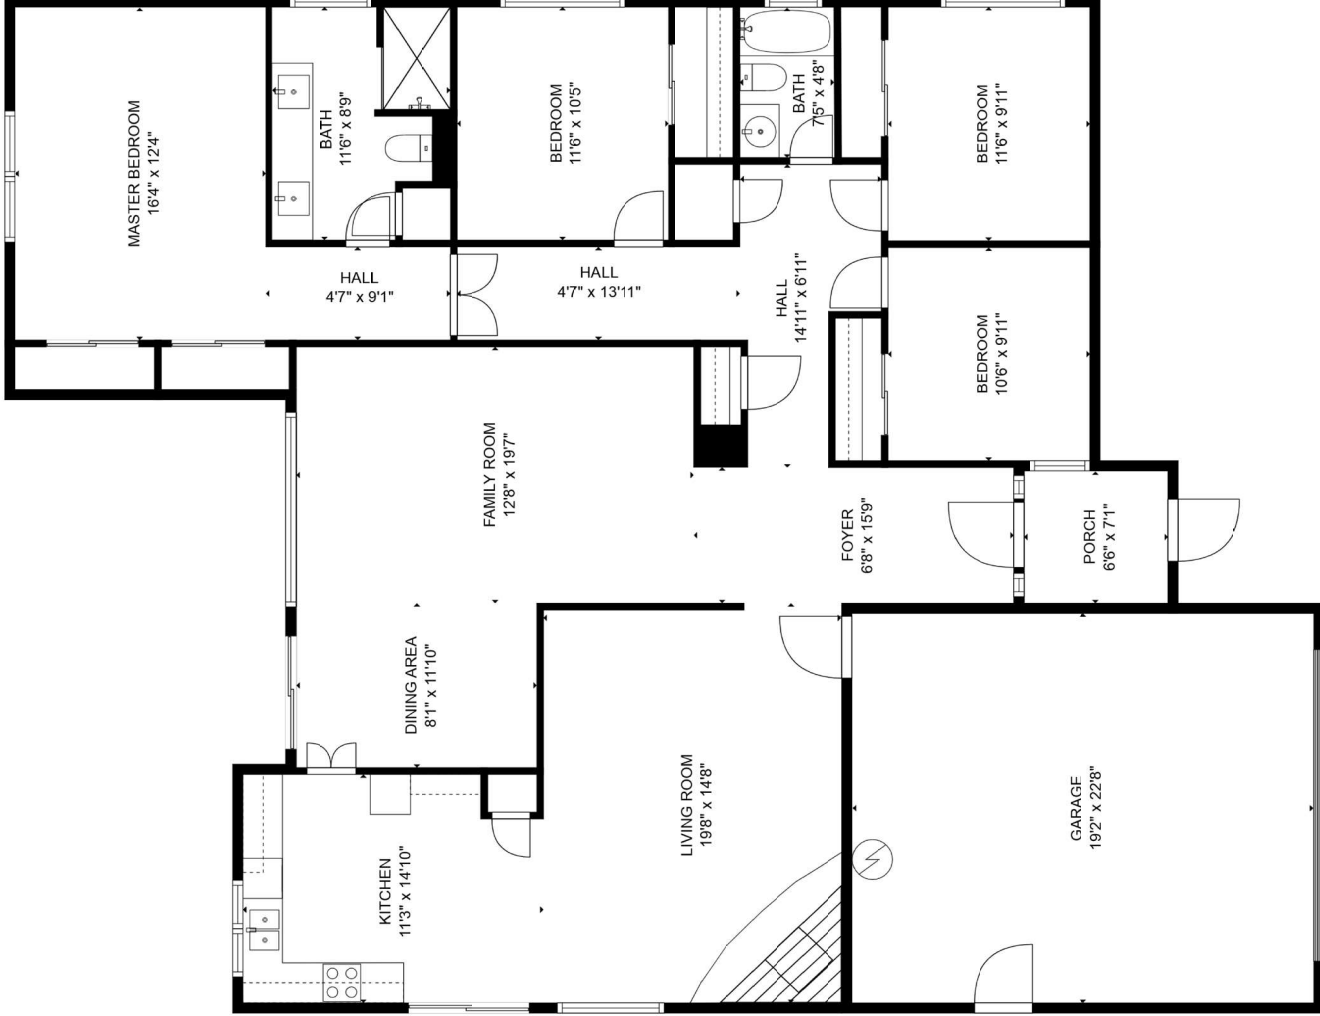 MASTER BEDROOM
16'4" x 12'4"
BATH
11'6" x 8'9"
BEDROOM
11'6" x 10'5"
BATH
7'5" x 4'8"
BEDROOM
11'6" x 9'11"
HALL
4'7" x 9'1"
HALL
4'7" x 13'11"
HALL
14'11" x 6'11"
BEDROOM
10'6" x 9'11"
FAMILY ROOM
12'8" x 19'7"
FOYER
6'8" x 15'9"
PORCH
6'6" x 7'1"
DINING AREA
8'1" x 11'10"
LIVING ROOM
19'8" x 14'8"
GARAGE
19'2" x 22'8"
KITCHEN
11'3" x 14'10"